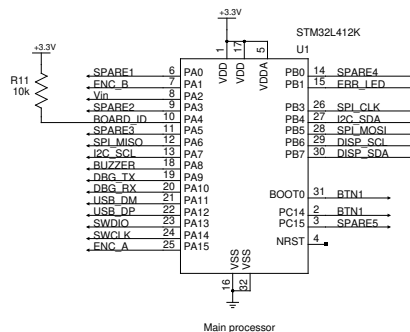 +3.3V
STM32L412K
U1
+3.3V
R11
10k
1 17 5
VDD VDD VDDA
SPARE1 6 PA0
ENC_B 7 PA1
Vin 8 PA2
SPARE2 9 PA3
BOARD_ID 10 PA4
SPARE3 11 PA5
SPI_MISO 12 PA6
I2C_SCL 13 PA7
BUZZER 18 PA8
DBG_TX 19 PA9
DBG_RX 20 PA10
USB_DM 21 PA11
USB_DP 22 PA12
SWDIO 23 PA13
SWCLK 24 PA14
ENC_A 25 PA15
PB0 14 SPARE4
PB1 15 ERR_LED
PB3 26 SPI_CLK
PB4 27 I2C_SDA
PB5 28 SPI_MOSI
PB6 29 DISP_SCL
PB7 30 DISP_SDA
BOOT0 31 BTN1
PC14 2 BTN1
PC15 3 SPARE5
NRST 4
VSS VSS
16 32
Main processor